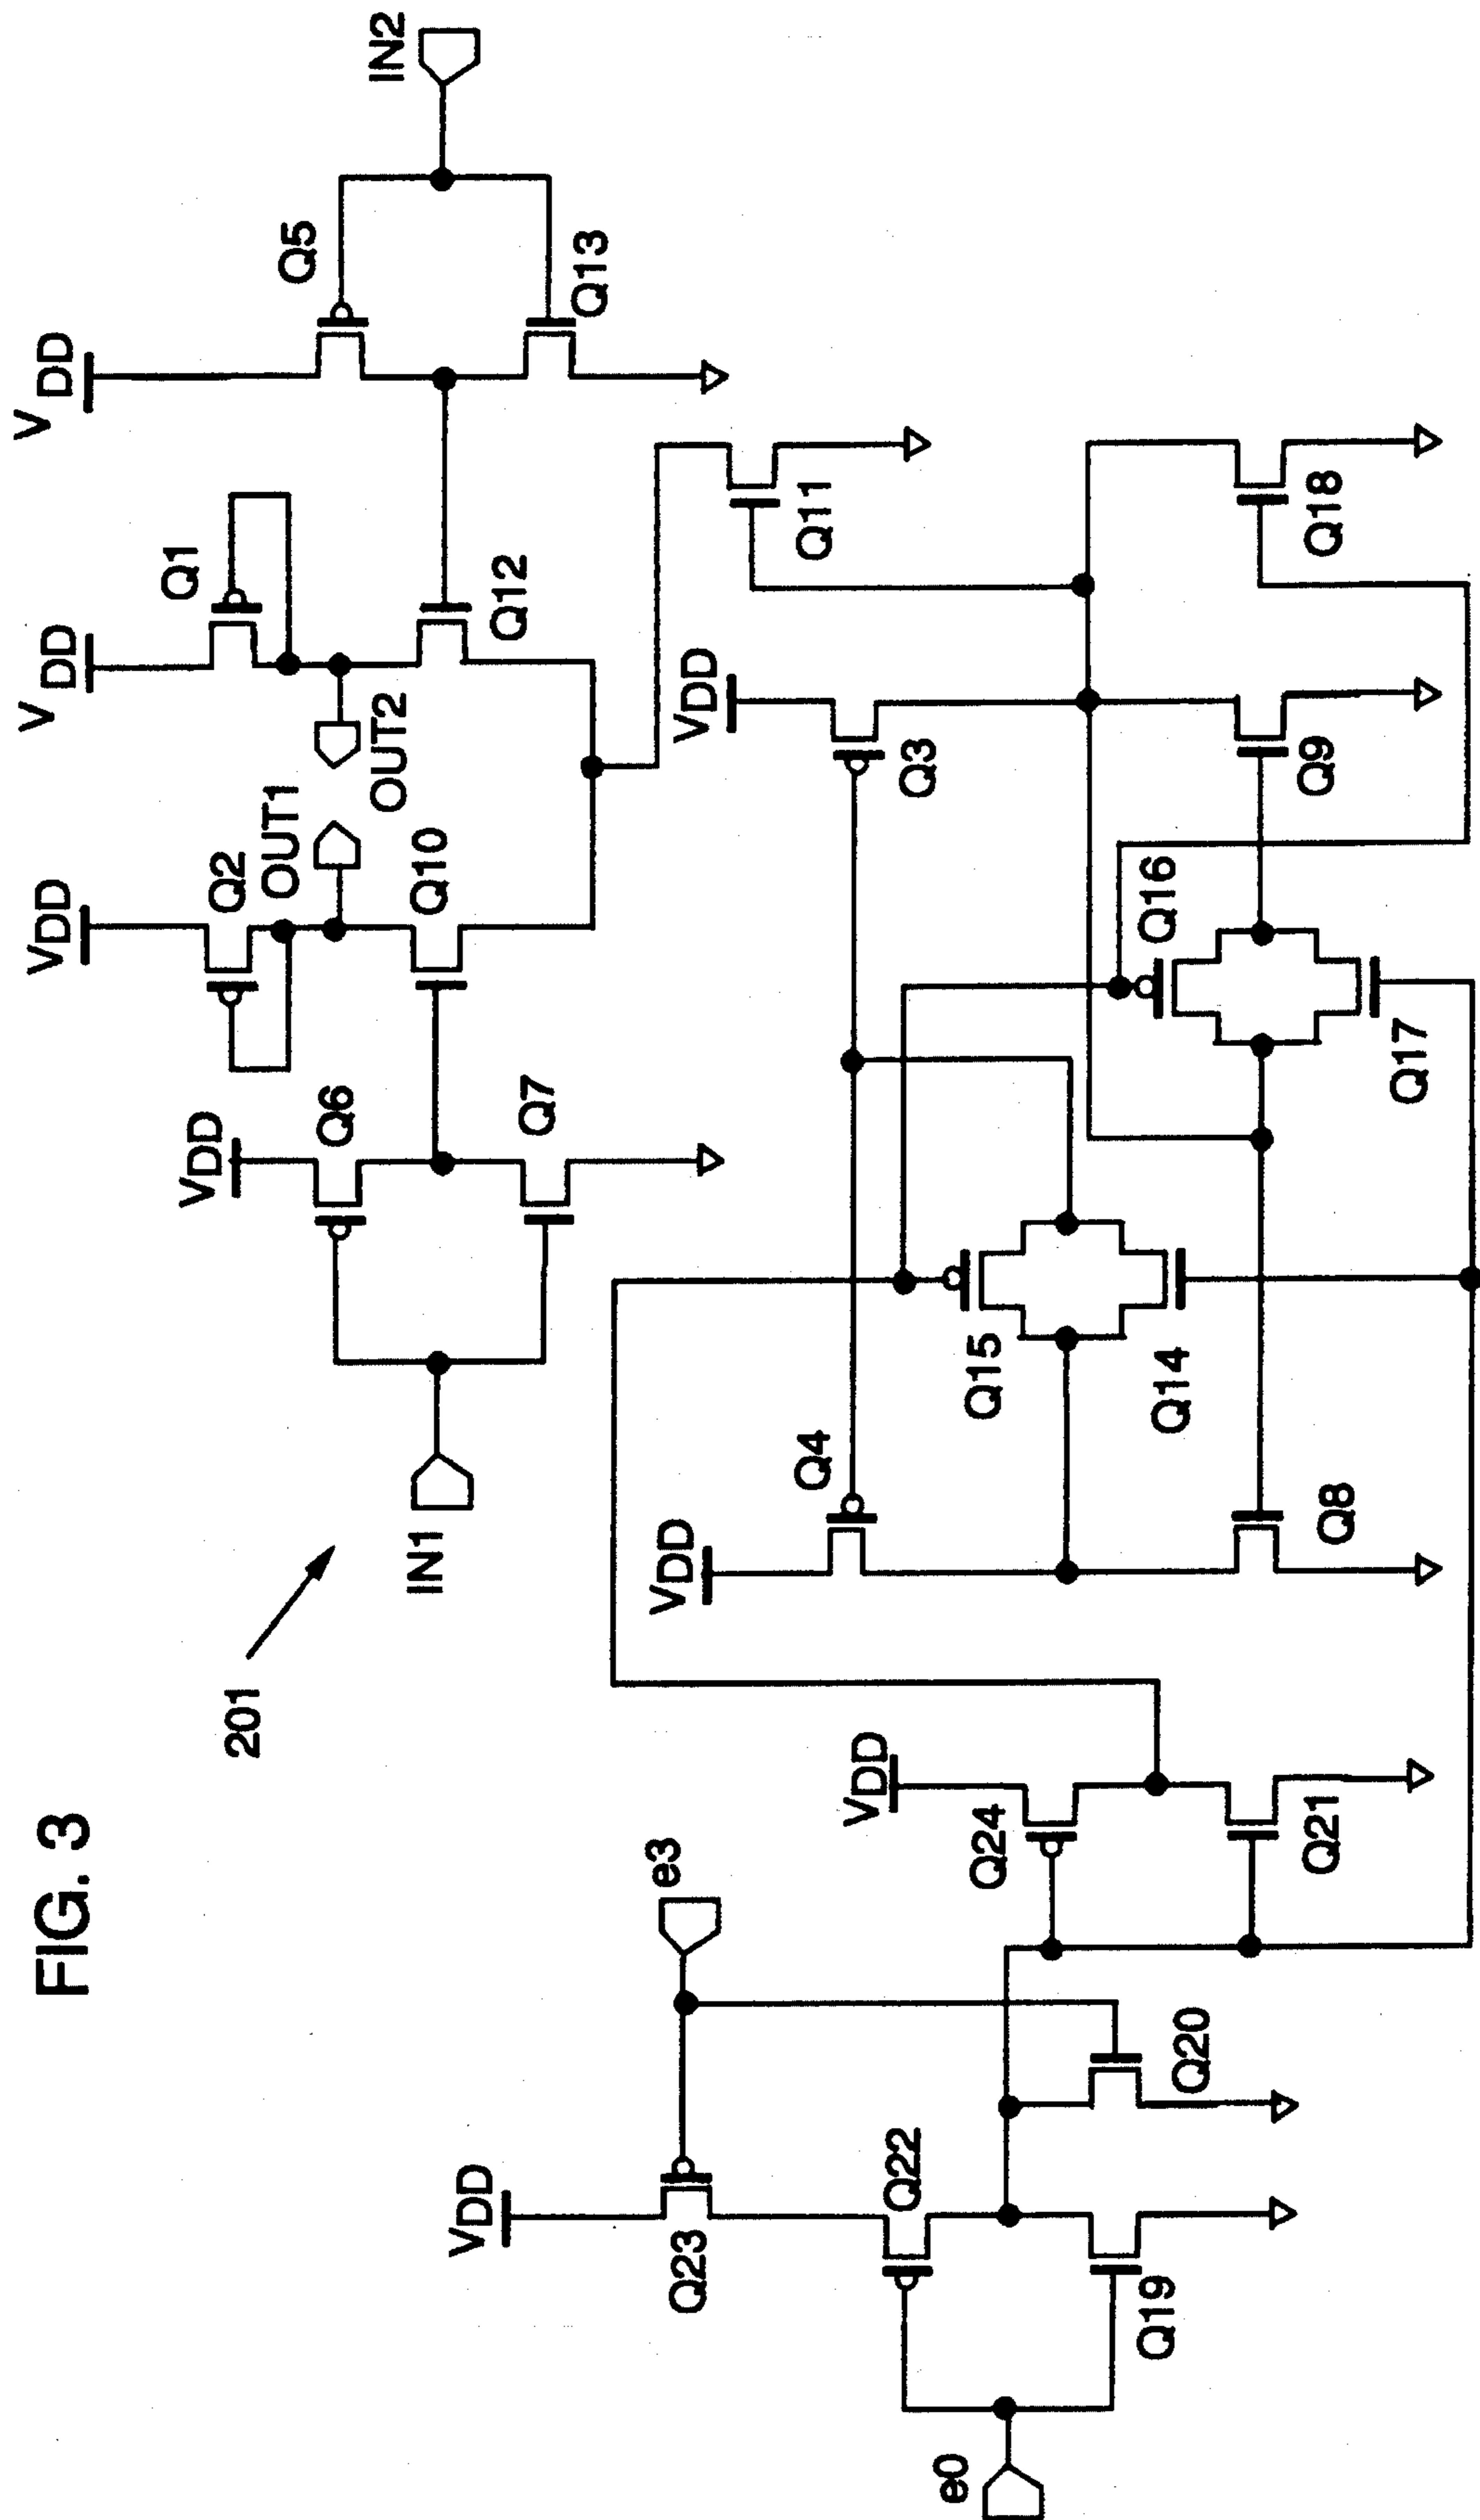 FIG. 3
201
VDD
Q2
OUT1
VDD
Q1
VDD
Q5
IN2
VDD
Q6
IN1
Q7
Q10
OUT2
Q12
Q13
e3
VDD
Q23
VDD
Q4
VDD
Q3
Q11
VDD
Q24
Q22
Q15
Q16
e0
Q19
Q20
Q21
Q8
Q14
Q17
Q9
Q18